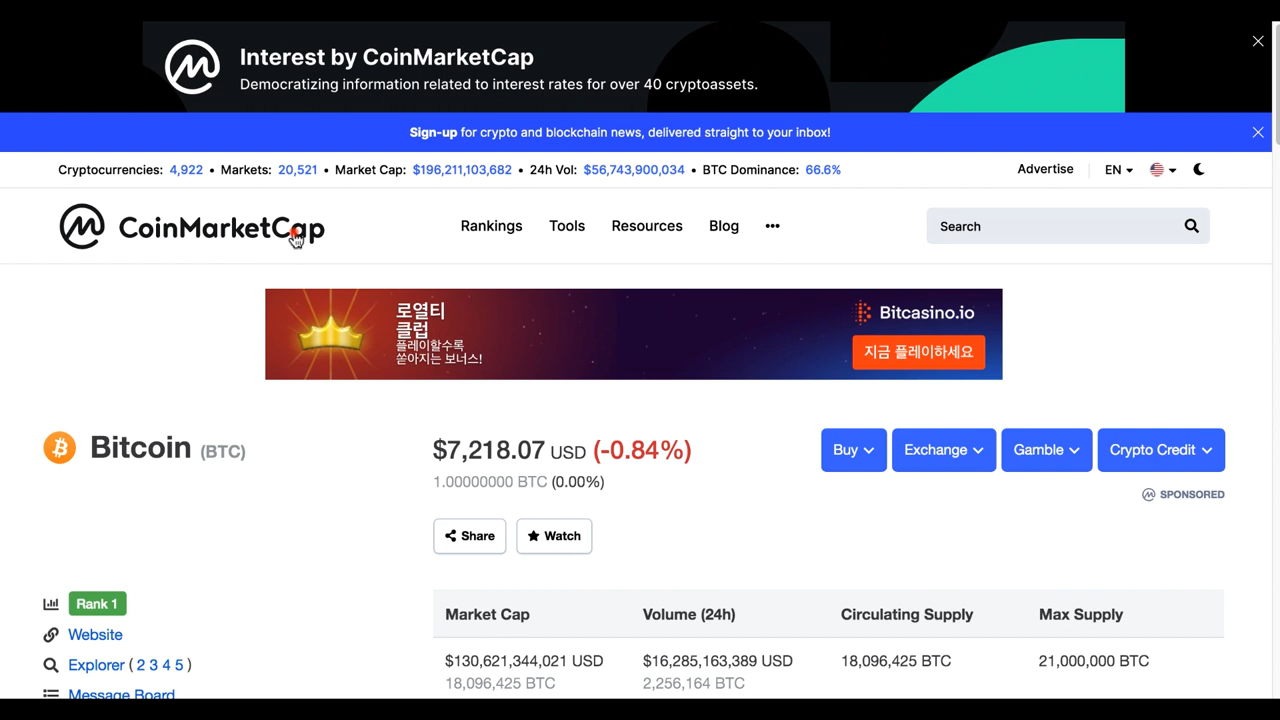 Interest by CoinMarketCap
Democratizing information related to interest rates for over 40 cryptoassets.
Sign-up for crypto and blockchain news, delivered straight to your inbox!
Cryptocurrencies: 4,922 • Markets: 20,521 • Market Cap: $196,211,103,682 • 24h Vol: $56,743,900,034 • BTC Dominance: 66.6%
Advertise EN
CoinMarketCap
Rankings Tools Resources Blog •••
Search
로열티
클럽
플레이할수록
쏟아지는 보너스!
Bitcasino.io
지금 플레이하세요
Bitcoin (BTC)
$7,218.07 USD (-0.84%)
1.00000000 BTC (0.00%)
Buy Exchange Gamble Crypto Credit
SPONSORED
Share Watch
Rank 1
Website
Explorer ( 2 3 4 5 )
Message Board
Market Cap Volume (24h) Circulating Supply Max Supply
$130,621,344,021 USD $16,285,163,389 USD 18,096,425 BTC 21,000,000 BTC
18,096,425 BTC 2,256,164 BTC